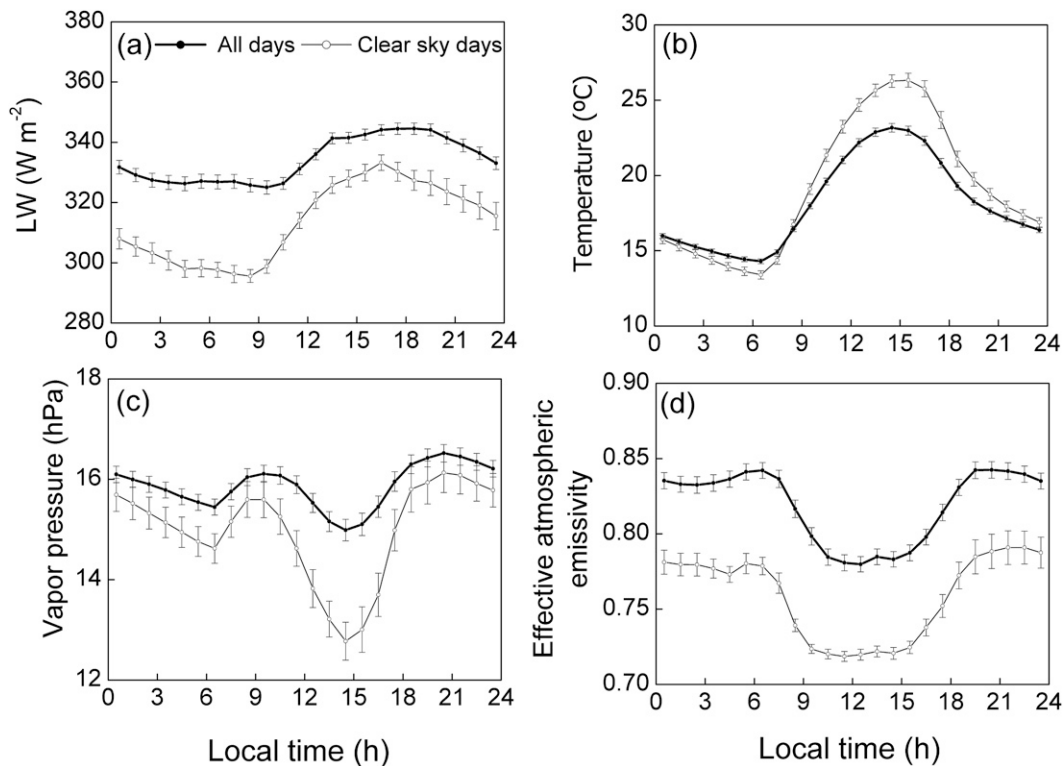 380
360
340
320
300
280
LW (W m-2)
(a)
All days
Clear sky days
0 3 6 9 12 15 18 21 24
30
25
20
15
10
Temperature (ºC)
(b)
0 3 6 9 12 15 18 21 24
18
16
14
12
Vapor pressure (hPa)
(c)
0 3 6 9 12 15 18 21 24
Local time (h)
0.90
0.85
0.80
0.75
0.70
Effective atmospheric
emissivity
(d)
0 3 6 9 12 15 18 21 24
Local time (h)